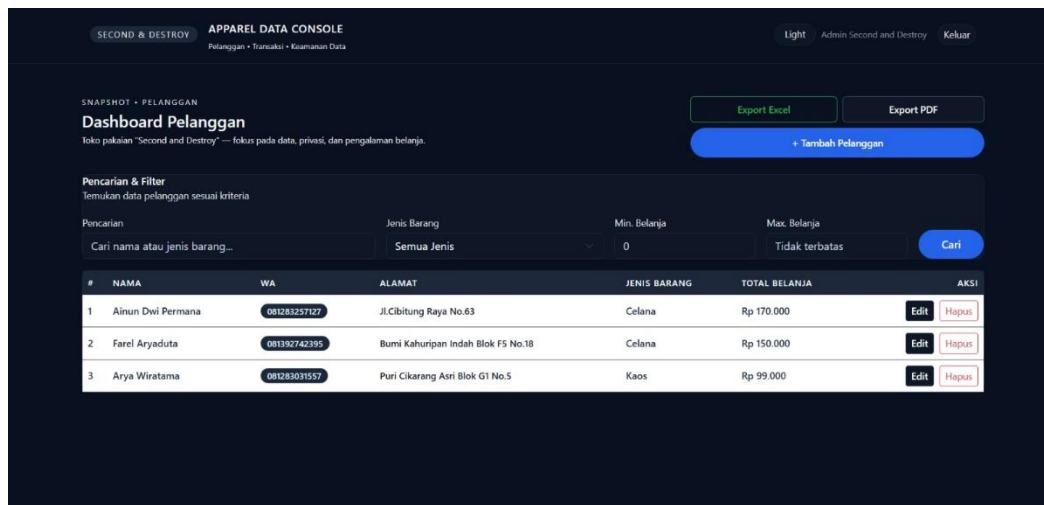 SECOND & DESTROY
APPAREL DATA CONSOLE
Pelanggan • Transaksi • Keamanan Data
Light
Admin Second and Destroy
Keluar
SNAPSHOT • PELANGGAN
Dashboard Pelanggan
Toko pakaian "Second and Destroy" — fokus pada data, privasi, dan pengalaman belanja.
Export Excel
Export PDF
+ Tambah Pelanggan
Pencarian & Filter
Temukan data pelanggan sesuai kriteria
Pencarian Jenis Barang Min. Belanja Max. Belanja
Cari nama atau jenis barang... Semua Jenis 0 Tidak terbatas Cari
# NAMA WA ALAMAT JENIS BARANG TOTAL BELANJA AKSI
1 Ainun Dwi Permana 081283257127 Jl.Cibitung Raya No.63 Celana Rp 170.000 Edit Hapus
2 Farel Aryaduta 081392742395 Bumi Kahuripan Indah Blok F5 No.18 Celana Rp 150.000 Edit Hapus
3 Arya Wiratama 081283031557 Puri Cikarang Asri Blok G1 No.5 Kaos Rp 99.000 Edit Hapus